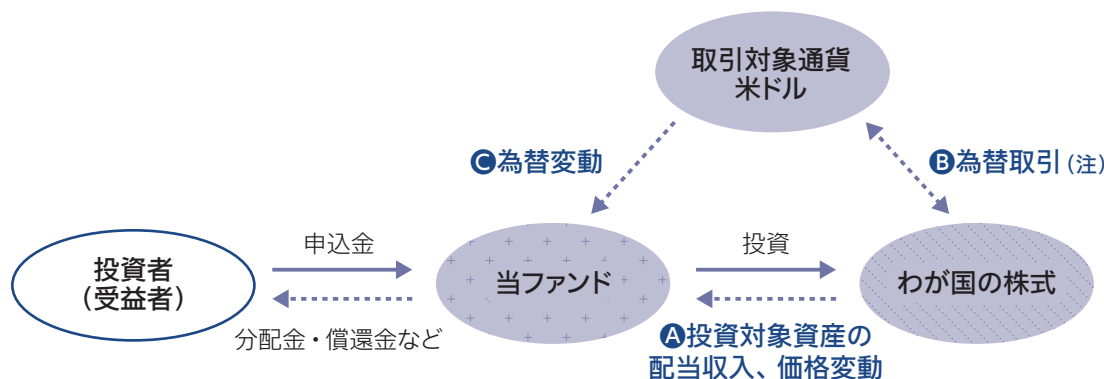 取引対象通貨
米ドル
C為替変動
B為替取引(注)
申込金
投資
投資者
(受益者)
当ファンド
わが国の株式
分配金・償還金など
A投資対象資産の
配当収入、価格変動